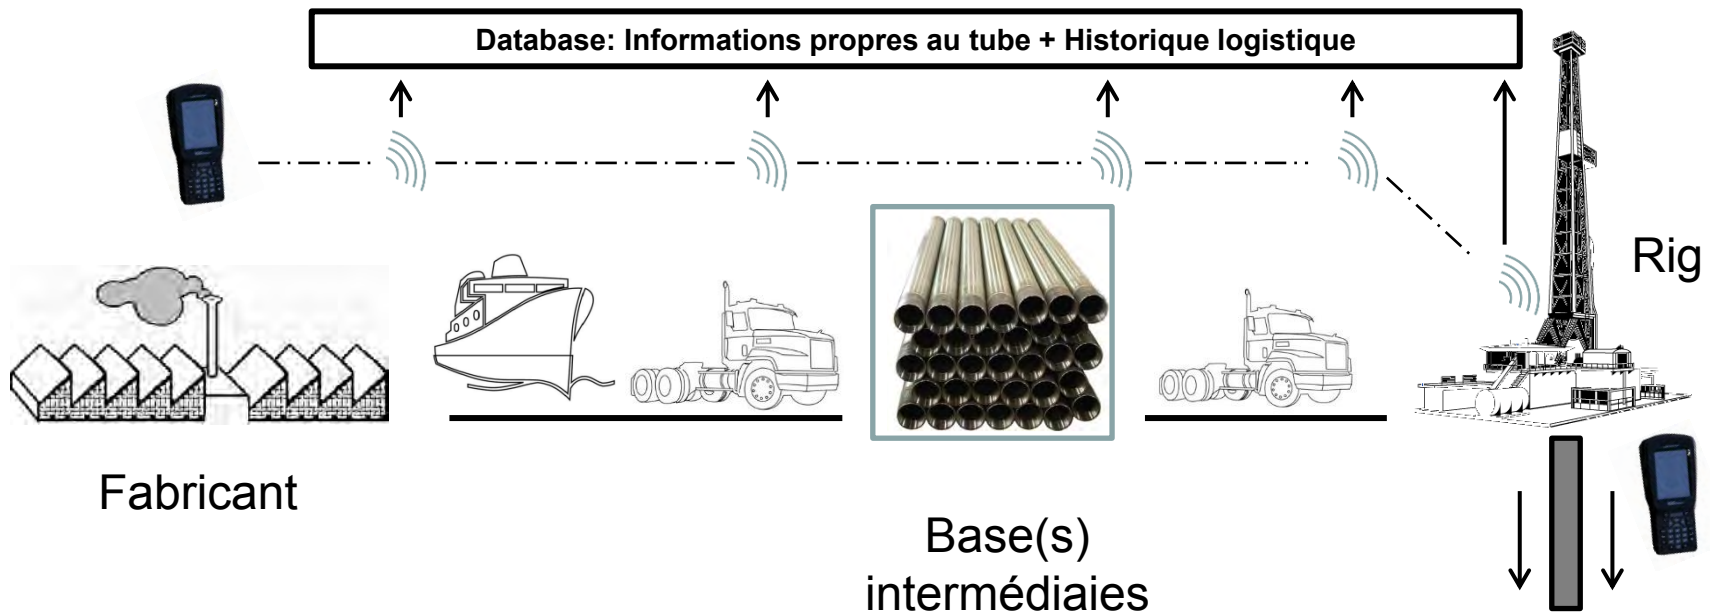 Database: Informations propres au tube + Historique logistique
Rig
Fabricant
Base(s)
intermédiaies